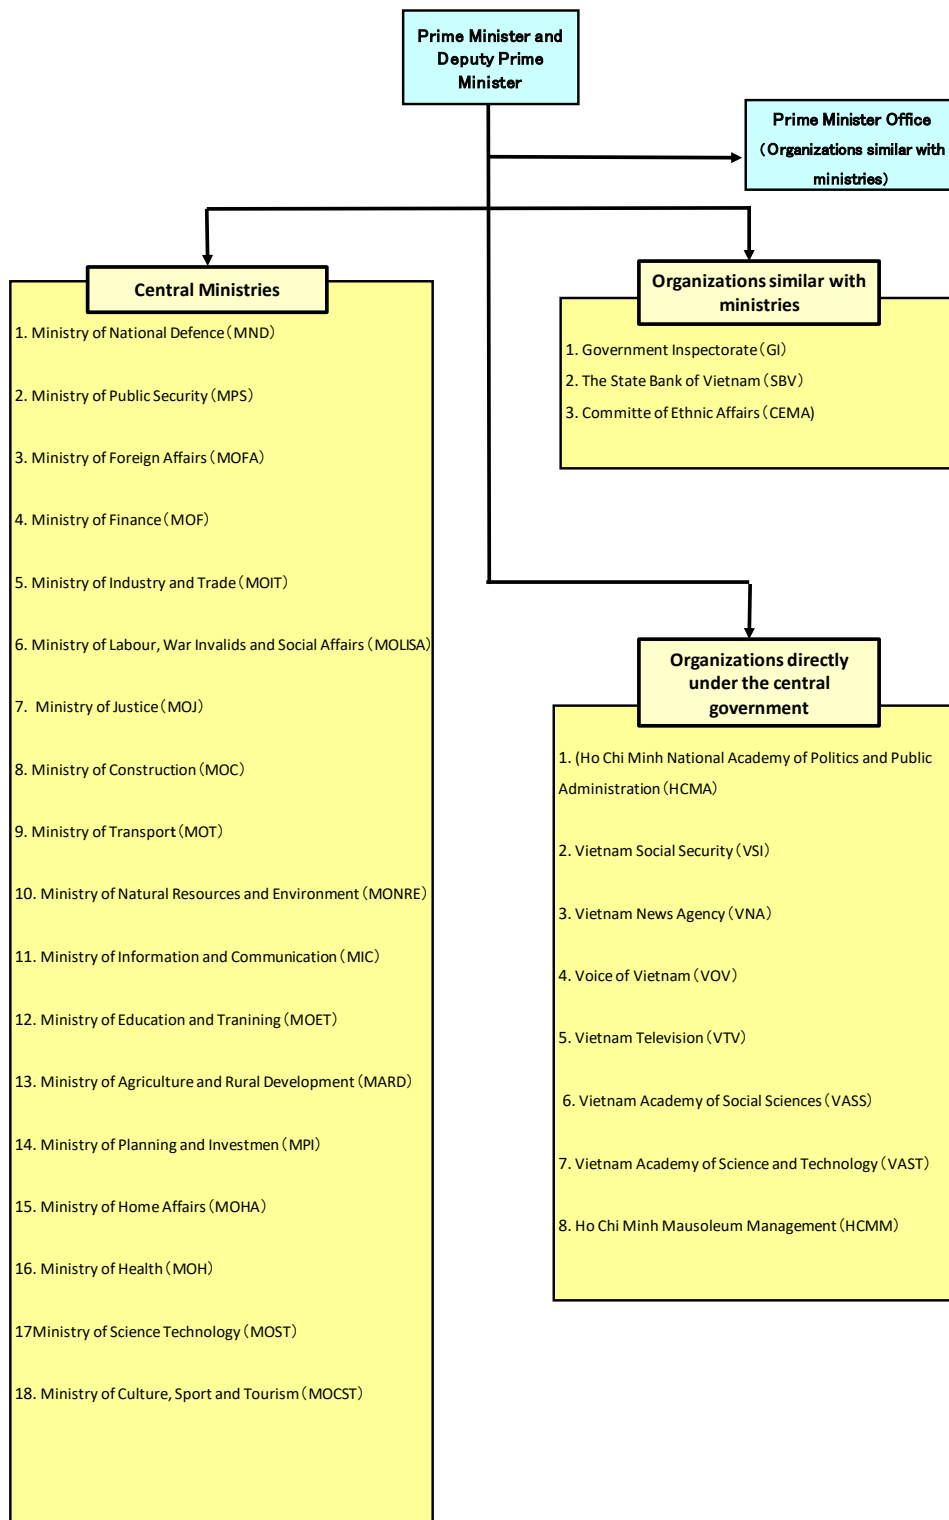 Prime Minister and
Deputy Prime
Minister
Prime Minister Office
(Organizations similar with
ministries)
Central Ministries
1. Ministry of National Defence (MND)
2. Ministry of Public Security (MPS)
3. Ministry of Foreign Affairs (MOFA)
4. Ministry of Finance (MOF)
5. Ministry of Industry and Trade (MOIT)
6. Ministry of Labour, War Invalids and Social Affairs (MOLISA)
7. Ministry of Justice (MOJ)
8. Ministry of Construction (MOC)
9. Ministry of Transport (MOT)
10. Ministry of Natural Resources and Environment (MONRE)
11. Ministry of Information and Communication (MIC)
12. Ministry of Education and Tranining (MOET)
13. Ministry of Agriculture and Rural Development (MARD)
14. Ministry of Planning and Investmen (MPI)
15. Ministry of Home Affairs (MOHA)
16. Ministry of Health (MOH)
17Ministry of Science Technology (MOST)
18. Ministry of Culture, Sport and Tourism (MOCST)
Organizations similar with
ministries
1. Government Inspectorate (GI)
2. The State Bank of Vietnam (SBV)
3. Committe of Ethnic Affairs (CEMA)
Organizations directly
under the central
government
1. (Ho Chi Minh National Academy of Politics and Public
Administration (HCMA)
2. Vietnam Social Security (VSI)
3. Vietnam News Agency (VNA)
4. Voice of Vietnam (VOV)
5. Vietnam Television (VTV)
6. Vietnam Academy of Social Sciences (VASS)
7. Vietnam Academy of Science and Technology (VAST)
8. Ho Chi Minh Mausoleum Management (HCMM)